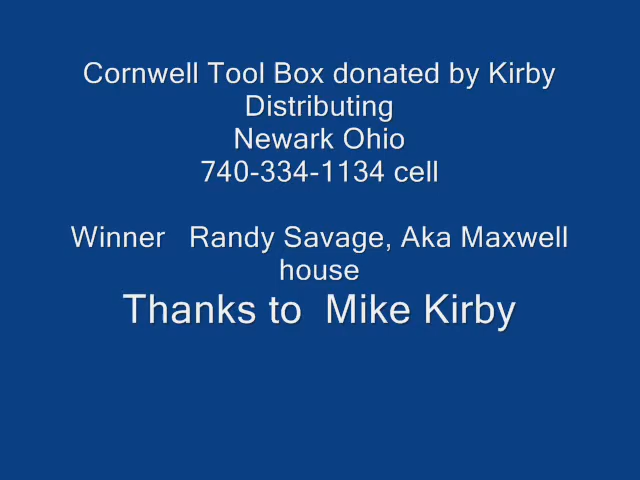 Cornwell Tool Box donated by Kirby
Distributing
Newark Ohio
740-334-1134 cell
Winner   Randy Savage, Aka Maxwell
house
Thanks to  Mike Kirby